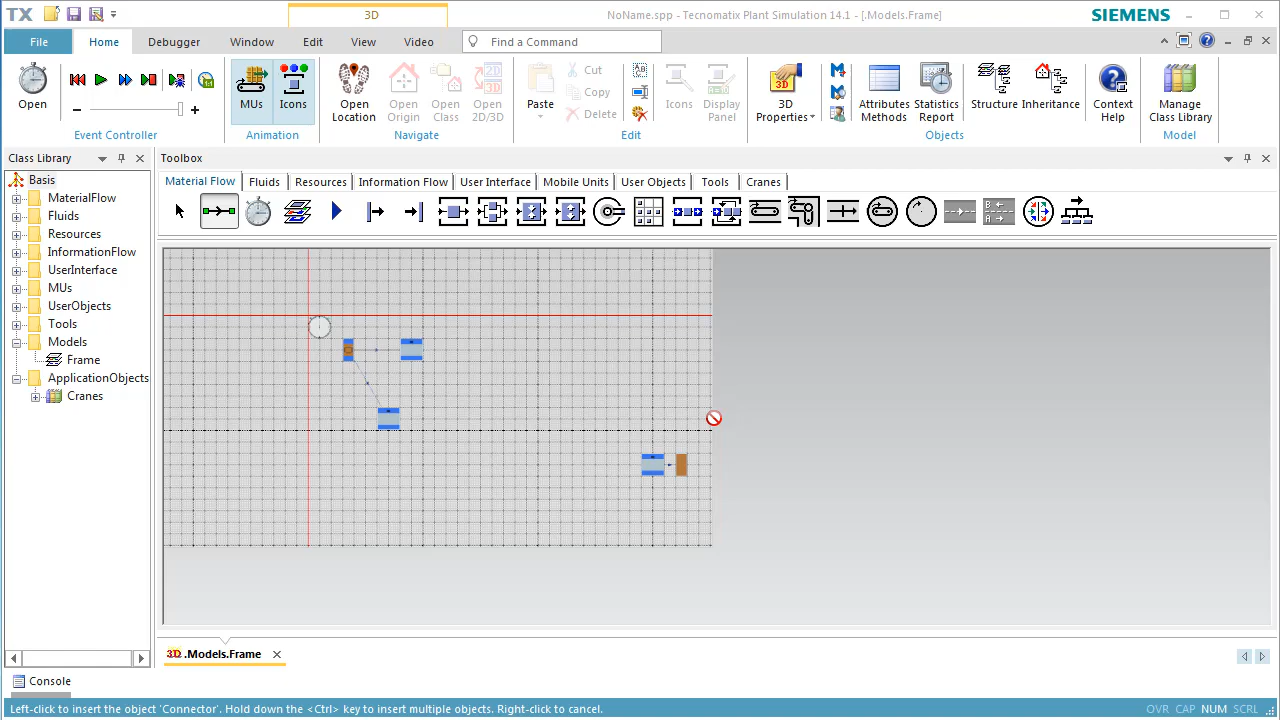 TX
3D
NoName.spp - Tecnomatix Plant Simulation 14.1 - [.Models.Frame]
SIEMENS
File
Home
Debugger
Window
Edit
View
Video
Find a Command
Open
MUs
Icons
Open Location
Open Origin
Open Class
Open 2D/3D
Paste
Cut
Copy
Delete
Icons
Display Panel
3D Properties
Attributes Methods
Statistics Report
Structure
Inheritance
Context Help
Manage Class Library
Event Controller
Animation
Navigate
Edit
Objects
Model
Class Library
Toolbox
Basis
MaterialFlow
Fluids
Resources
InformationFlow
UserInterface
MUs
UserObjects
Tools
Models
Frame
ApplicationObjects
Cranes
Material Flow
Fluids
Resources
Information Flow
User Interface
Mobile Units
User Objects
Tools
Cranes
3D .Models.Frame
Console
Left-click to insert the object 'Connector'. Hold down the <Ctrl> key to insert multiple objects. Right-click to cancel.
OVR CAP NUM SCRL